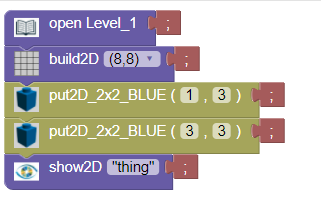 open Level_1 ;
build2D (8,8) ;
put2D_2x2_BLUE ( 1 , 3 ) ;
put2D_2x2_BLUE ( 3 , 3 ) ;
show2D "thing" ;